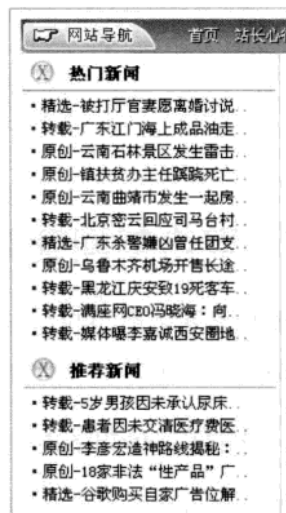 网站导航 首页 站长心
热门新闻
·精选-被打厅官妻愿离婚讨说..
·转载-广东江门海上成品油走..
·原创-云南石林景区发生雷击..
·原创-镇扶贫办主任蹊跷死亡..
·原创-云南曲靖市发生一起房..
·转载-北京密云回应司马台村..
·精选-广东杀警嫌凶曾任团支..
·原创-乌鲁木齐机场开售长途..
·转载-黑龙江庆安致19死客车..
·转载-满座网CEO冯晓海：向..
·转载-媒体曝李嘉诚西安圈地..
推荐新闻
·转载-5岁男孩因未承认尿床..
·转载-患者因未交清医疗费医..
·原创-李彦宏造神路线揭秘：..
·原创-18家非法“性产品”广..
·精选-谷歌购买自家广告位解..